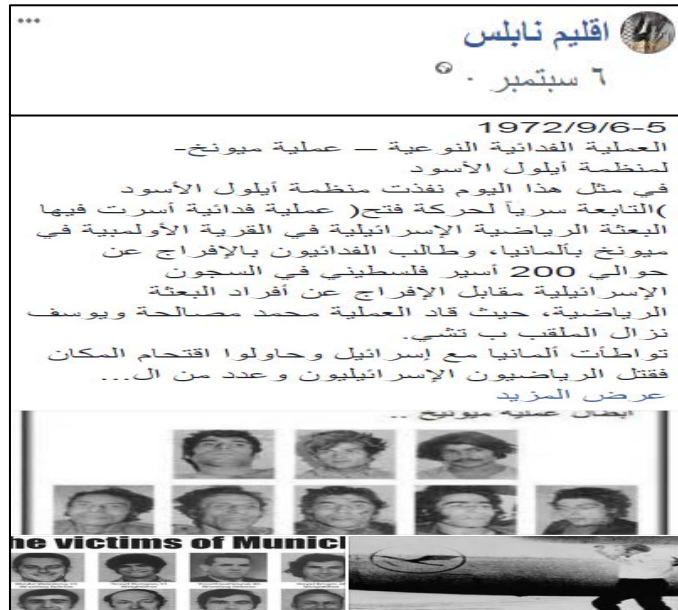 اقليم نابلس
٦ سبتمبر ·
1972/9/6-5
العملية الفدائية النوعية – عملية ميونخ-
لمنظمة أيلول الأسود
في مثل هذا اليوم نفذت منظمة أيلول الأسود
)التابعة سرياً لحركة فتح( عملية فدائية أسرت فيها
البعثة الرياضية الإسرائيلية في القرية الأولمبية في
ميونخ بألمانيا، وطالب الفدائيون بالإفراج عن
حوالي 200 أسير فلسطيني في السجون
الإسرائيلية مقابل الإفراج عن أفراد البعثة
الرياضية، حيث قاد العملية محمد مصالحة ويوسف
نزال الملقب ب تشي.
تواطأت ألمانيا مع إسرائيل وحاولوا اقتحام المكان
فقتل الرياضيون الإسرائيليون وعدد من ال...
عرض المزيد
ابطال عملية ميونيخ ..
he victims of Munic